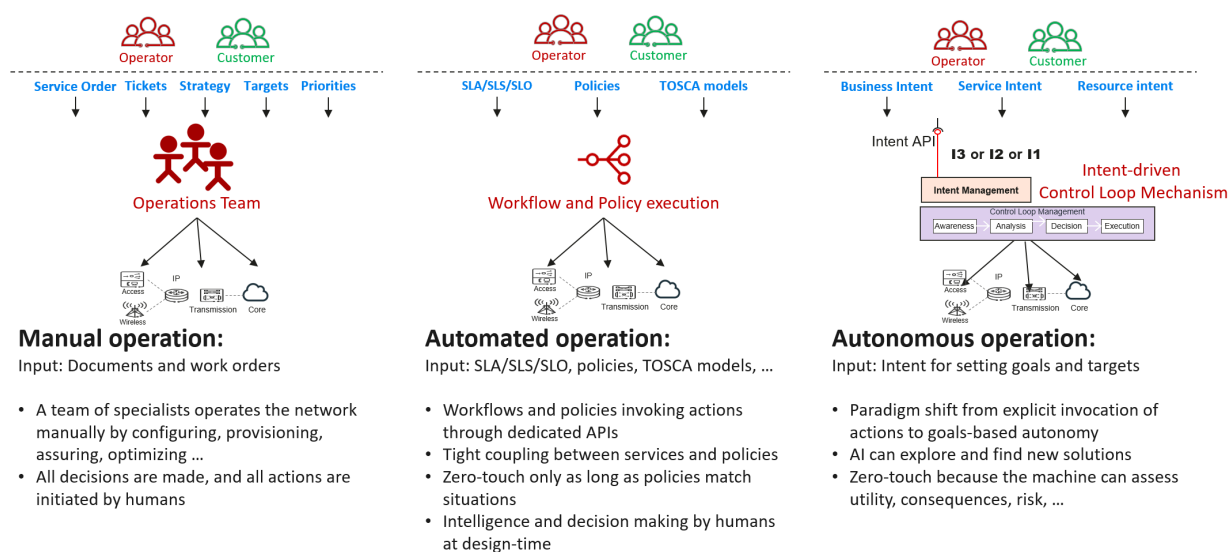 Operator
Customer
Service Order
Tickets
Strategy
Targets
Priorities
Operations Team
Access
IP
Wireless
Transmission
Core
Manual operation:
Input: Documents and work orders
• A team of specialists operates the network
manually by configuring, provisioning,
assuring, optimizing ...
• All decisions are made, and all actions are
initiated by humans
Operator
Customer
SLA/SLS/SLO
Policies
TOSCA models
Workflow and Policy execution
Access
IP
Wireless
Transmission
Core
Automated operation:
Input: SLA/SLS/SLO, policies, TOSCA models, ...
• Workflows and policies invoking actions
through dedicated APIs
• Tight coupling between services and policies
• Zero-touch only as long as policies match
situations
• Intelligence and decision making by humans
at design-time
Operator
Customer
Business Intent
Service Intent
Resource intent
Intent API
I3 or I2 or I1
Intent-driven
Control Loop Mechanism
Intent Management
Control Loop Management
Awareness
Analysis
Decision
Execution
Access
IP
Wireless
Transmission
Core
Autonomous operation:
Input: Intent for setting goals and targets
• Paradigm shift from explicit invocation of
actions to goals-based autonomy
• AI can explore and find new solutions
• Zero-touch because the machine can assess
utility, consequences, risk, ...